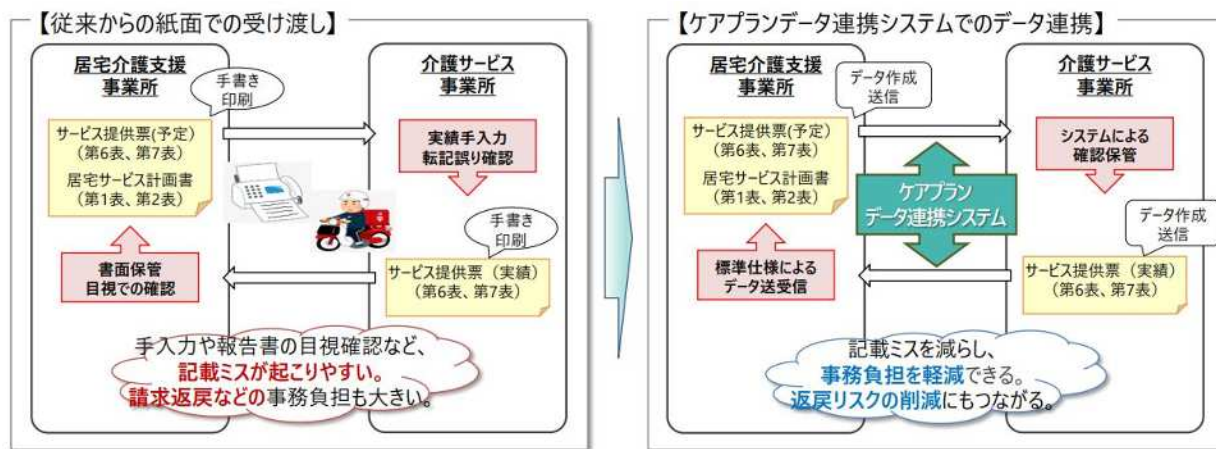 【従来からの紙面での受け渡し】
居宅介護支援
事業所
手書き
印刷
介護サービス
事業所
サービス提供票(予定)
(第6表、第7表)
居宅サービス計画書
(第1表、第2表)
実績手入力
転記誤り確認
手書き
印刷
書面保管
目視での確認
サービス提供票（実績）
(第6表、第7表)
手入力や報告書の目視確認など、
記載ミスが起こりやすい。
請求返戻などの事務負担も大きい。
【ケアプランデータ連携システムでのデータ連携】
居宅介護支援
事業所
データ作成
送信
介護サービス
事業所
サービス提供票(予定)
(第6表、第7表)
居宅サービス計画書
(第1表、第2表)
システムによる
確認保管
ケアプラン
データ連携システム
データ作成
送信
標準仕様による
データ送受信
サービス提供票（実績）
(第6表、第7表)
記載ミスを減らし、
事務負担を軽減できる。
返戻リスクの削減にもつながる。